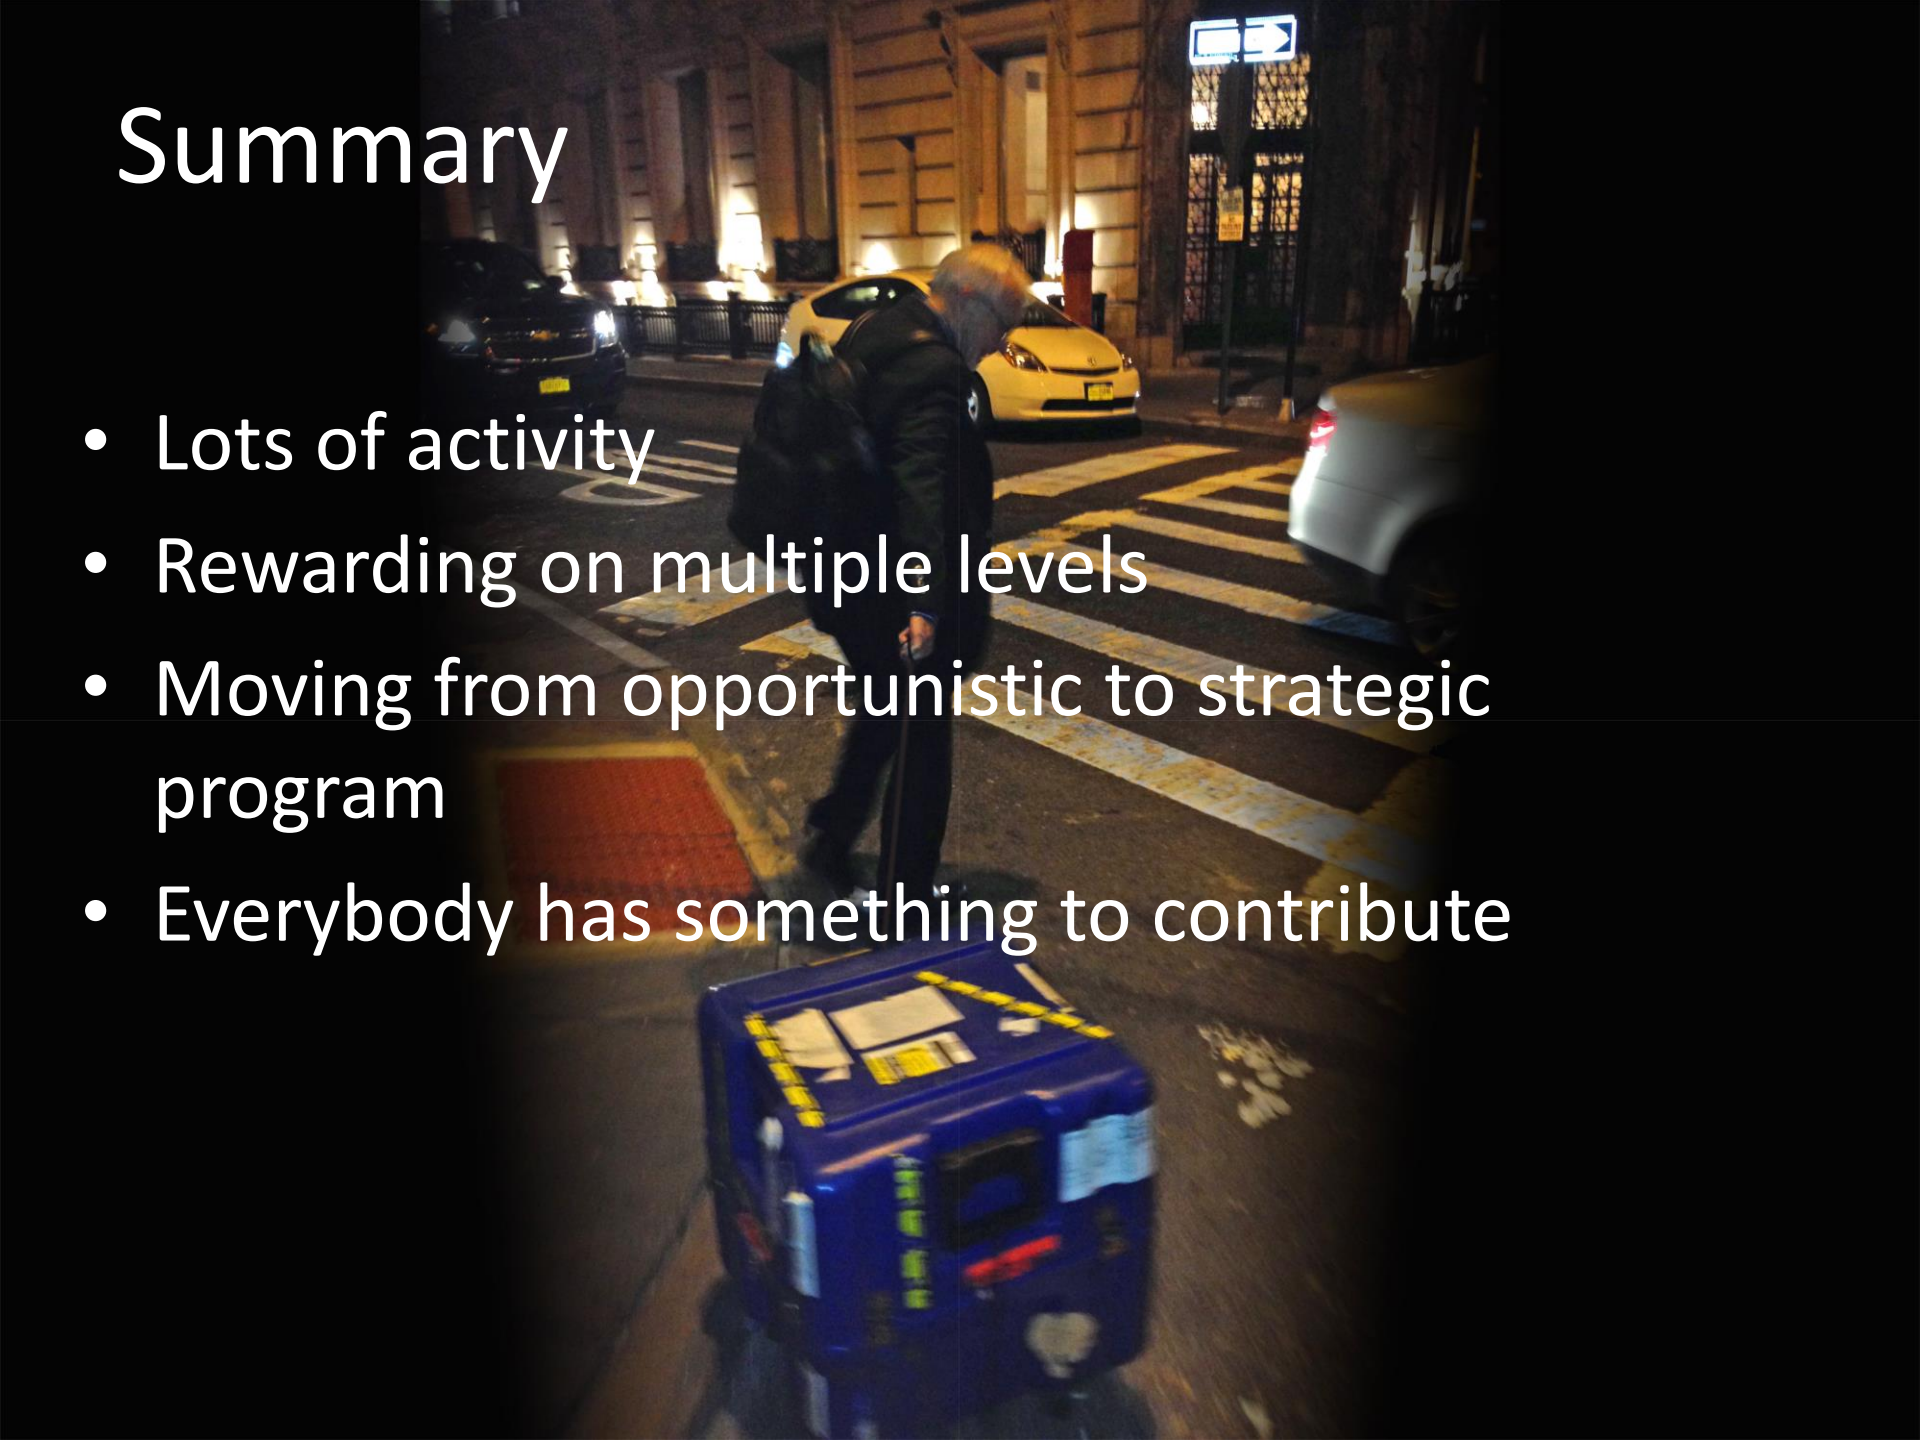 Summary
• Lots of activity
• Rewarding on multiple levels
• Moving from opportunistic to strategic
program
• Everybody has something to contribute